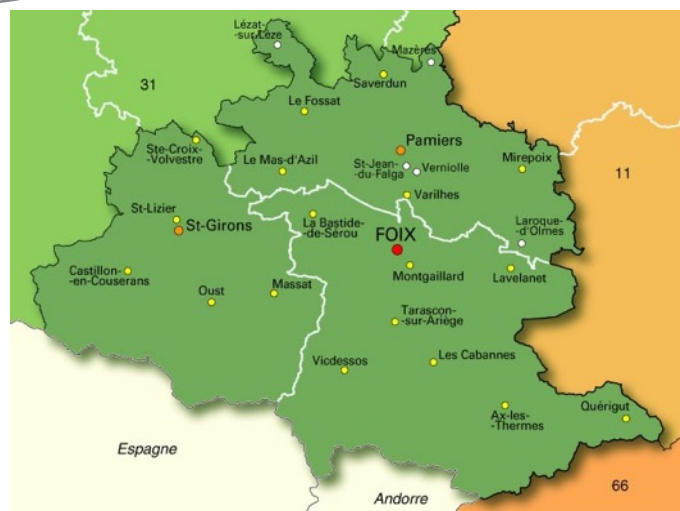 Lézat-
-sur-Lèze
Mazères
Saverdun
31
Le Fossat
Ste-Croix-
-Volvestre
Pamiers
Le Mas-d'Azil
St-Jean-
-du-Falga
Verniolle
Mirepoix
11
Varilhes
St-Lizier
St-Girons
La Bastide-
-de-Sérou
FOIX
Laroque-
-d'Olmes
Castillon-
-en-Couserans
Montgaillard
Lavelanet
Oust
Massat
Tarascon-
-sur-Ariège
Vicdessos
Les Cabannes
Ax-les-
-Thermes
Quérigut
Espagne
Andorre
66